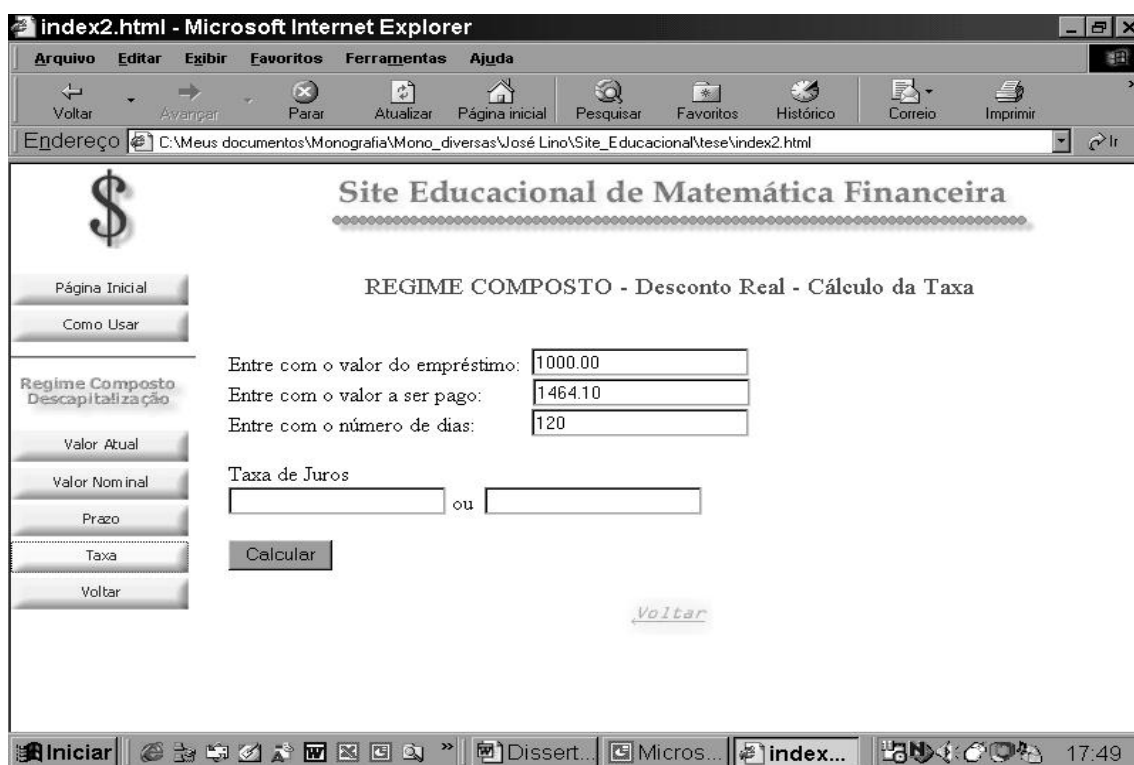 index2.html - Microsoft Internet Explorer
Arquivo Editar Exibir Favoritos Ferramentas Ajuda
Voltar Avançar Parar Atualizar Página inicial Pesquisar Favoritos Histórico Correio Imprimir
Endereço C:\Meus documentos\Monografia\Mono_diversas\José Lino\Site_Educacional\tese\index2.html Ir
$
Site Educacional de Matemática Financeira
Página Inicial
Como Usar
REGIME COMPOSTO - Desconto Real - Cálculo da Taxa
Regime Composto
Descapitalização
Valor Atual
Valor Nominal
Prazo
Taxa
Voltar
Entre com o valor do empréstimo: 1000.00
Entre com o valor a ser pago: 1464.10
Entre com o número de dias: 120
Taxa de Juros
ou
Calcular
Voltar
Iniciar » Dissert... Micros... index... 17:49